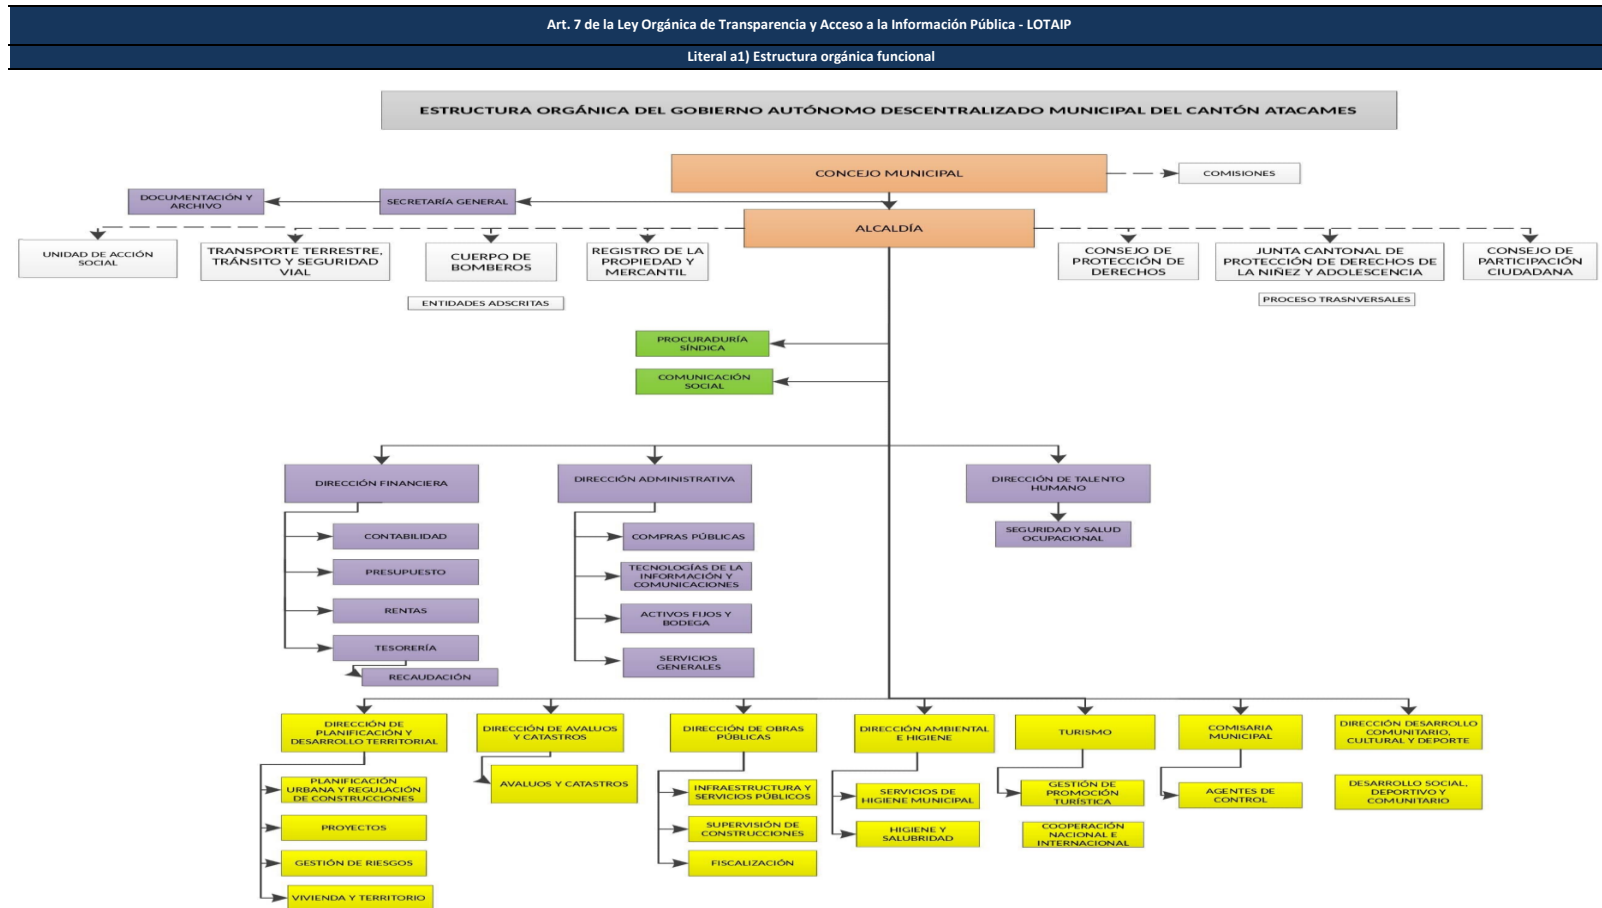 Art. 7 de la Ley Orgánica de Transparencia y Acceso a la Información Pública - LOTAIP
Literal a1) Estructura orgánica funcional
ESTRUCTURA ORGÁNICA DEL GOBIERNO AUTÓNOMO DESCENTRALIZADO MUNICIPAL DEL CANTÓN ATACAMES
CONCEJO MUNICIPAL
COMISIONES
DOCUMENTACIÓN Y
ARCHIVO
SECRETARÍA GENERAL
ALCALDÍA
UNIDAD DE ACCIÓN
SOCIAL
TRANSPORTE TERRESTRE,
TRÁNSITO Y SEGURIDAD
VIAL
CUERPO DE
BOMBEROS
REGISTRO DE LA
PROPIEDAD Y
MERCANTIL
CONSEJO DE
PROTECCIÓN DE
DERECHOS
JUNTA CANTONAL DE
PROTECCIÓN DE DERECHOS DE
LA NIÑEZ Y ADOLESCENCIA
CONSEJO DE
PARTICIPACIÓN
CIUDADANA
ENTIDADES ADSCRITAS
PROCESO TRASNVERSALES
PROCURADURÍA
SÍNDICA
COMUNICACIÓN
SOCIAL
DIRECCIÓN FINANCIERA
DIRECCIÓN ADMINISTRATIVA
DIRECCIÓN DE TALENTO
HUMANO
CONTABILIDAD
PRESUPUESTO
RENTAS
TESORERÍA
RECAUDACIÓN
COMPRAS PÚBLICAS
TECNOLOGÍAS DE LA
INFORMACIÓN Y
COMUNICACIONES
ACTIVOS FIJOS Y
BODEGA
SERVICIOS
GENERALES
SEGURIDAD Y SALUD
OCUPACIONAL
DIRECCIÓN DE
PLANIFICACIÓN Y
DESARROLLO TERRITORIAL
DIRECCIÓN DE AVALUOS
Y CATASTROS
DIRECCIÓN DE OBRAS
PÚBLICAS
DIRECCIÓN AMBIENTAL
E HIGIENE
TURISMO
COMISARIA
MUNICIPAL
DIRECCIÓN DESARROLLO
COMUNITARIO,
CULTURAL Y DEPORTE
PLANIFICACIÓN
URBANA Y REGULACIÓN
DE CONSTRUCCIONES
PROYECTOS
GESTIÓN DE RIESGOS
VIVIENDA Y TERRITORIO
AVALUOS Y CATASTROS
INFRAESTRUCTURA Y
SERVICIOS PÚBLICOS
SUPERVISIÓN DE
CONSTRUCCIONES
FISCALIZACIÓN
SERVICIOS DE
HIGIENE MUNICIPAL
HIGIENE Y
SALUBRIDAD
GESTIÓN DE
PROMOCIÓN
TURÍSTICA
COOPERACIÓN
NACIONAL E
INTERNACIONAL
AGENTES DE
CONTROL
DESARROLLO SOCIAL,
DEPORTIVO Y
COMUNITARIO